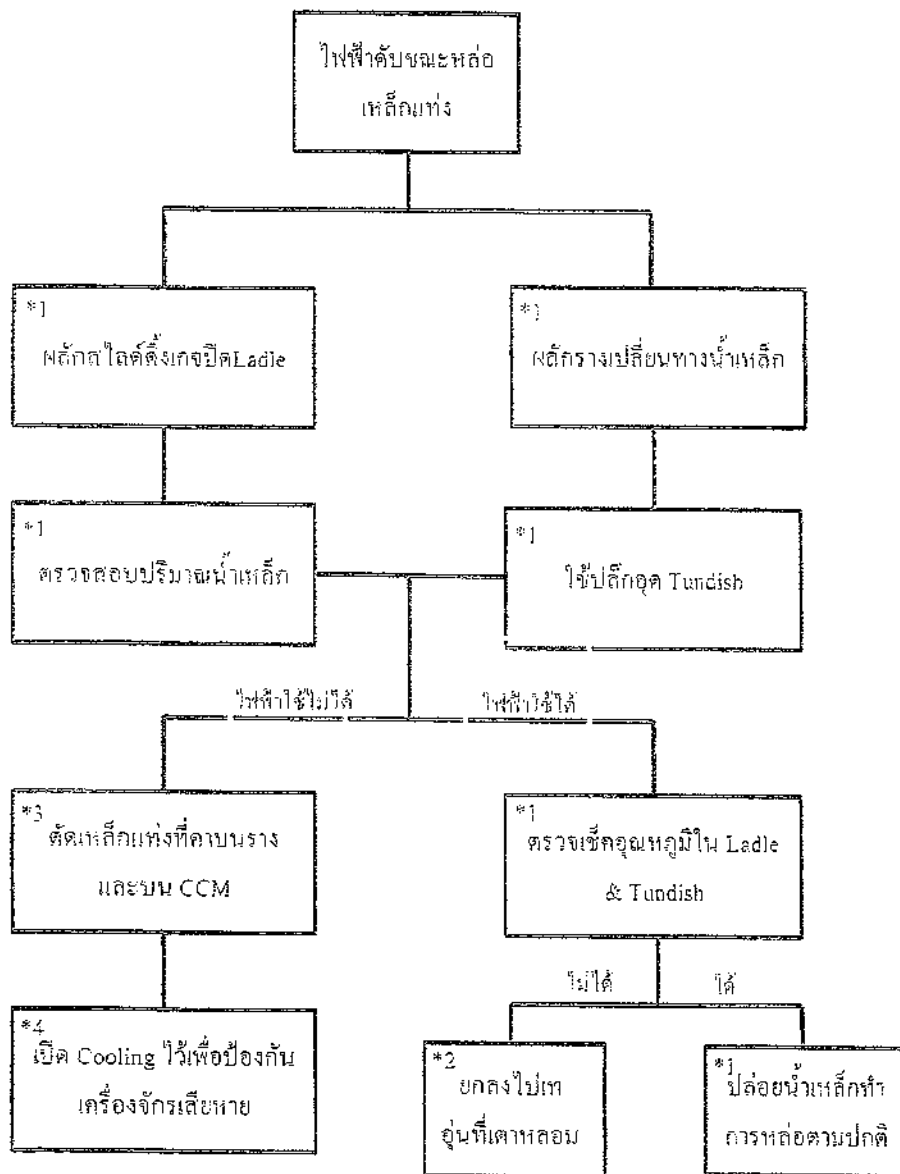 ไฟฟ้าดับขณะหล่อ
เหล็กแท่ง
*1
ผลักสไลด์ดิ้งเกจปิดLadle
*1
ผลักรางเปลี่ยนทางน้ำเหล็ก
*1
ตรวจสอบปริมาณน้ำเหล็ก
*1
ใช้ปลั๊กอุด Tundish
ไฟฟ้าใช้ไม่ได้
ไฟฟ้าใช้ได้
*3
ตัดเหล็กแท่งที่คาบนราง
และบน CCM
*1
ตรวจเช็คอุณหภูมิใน Ladle
& Tundish
ไม่ได้
ได้
*4
เปิด Cooling ไว้เพื่อป้องกัน
เครื่องจักรเสียหาย
*2
ยกลงไปเท
อุ่นที่เตาหลอม
*1
ปล่อยน้ำเหล็กทำ
การหล่อตามปกติ